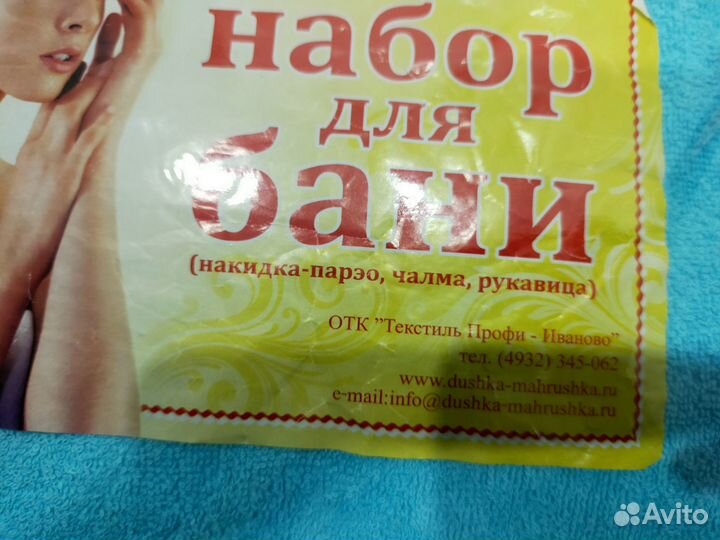 набор
для
бани
(накидка-парэо, чалма, рукавица)
ОТК "Текстиль Профи - Иваново"
тел. (4932) 345-062
www.dushka-mahrushka.ru
e-mail:info@dushka-mahrushka.ru
Avito